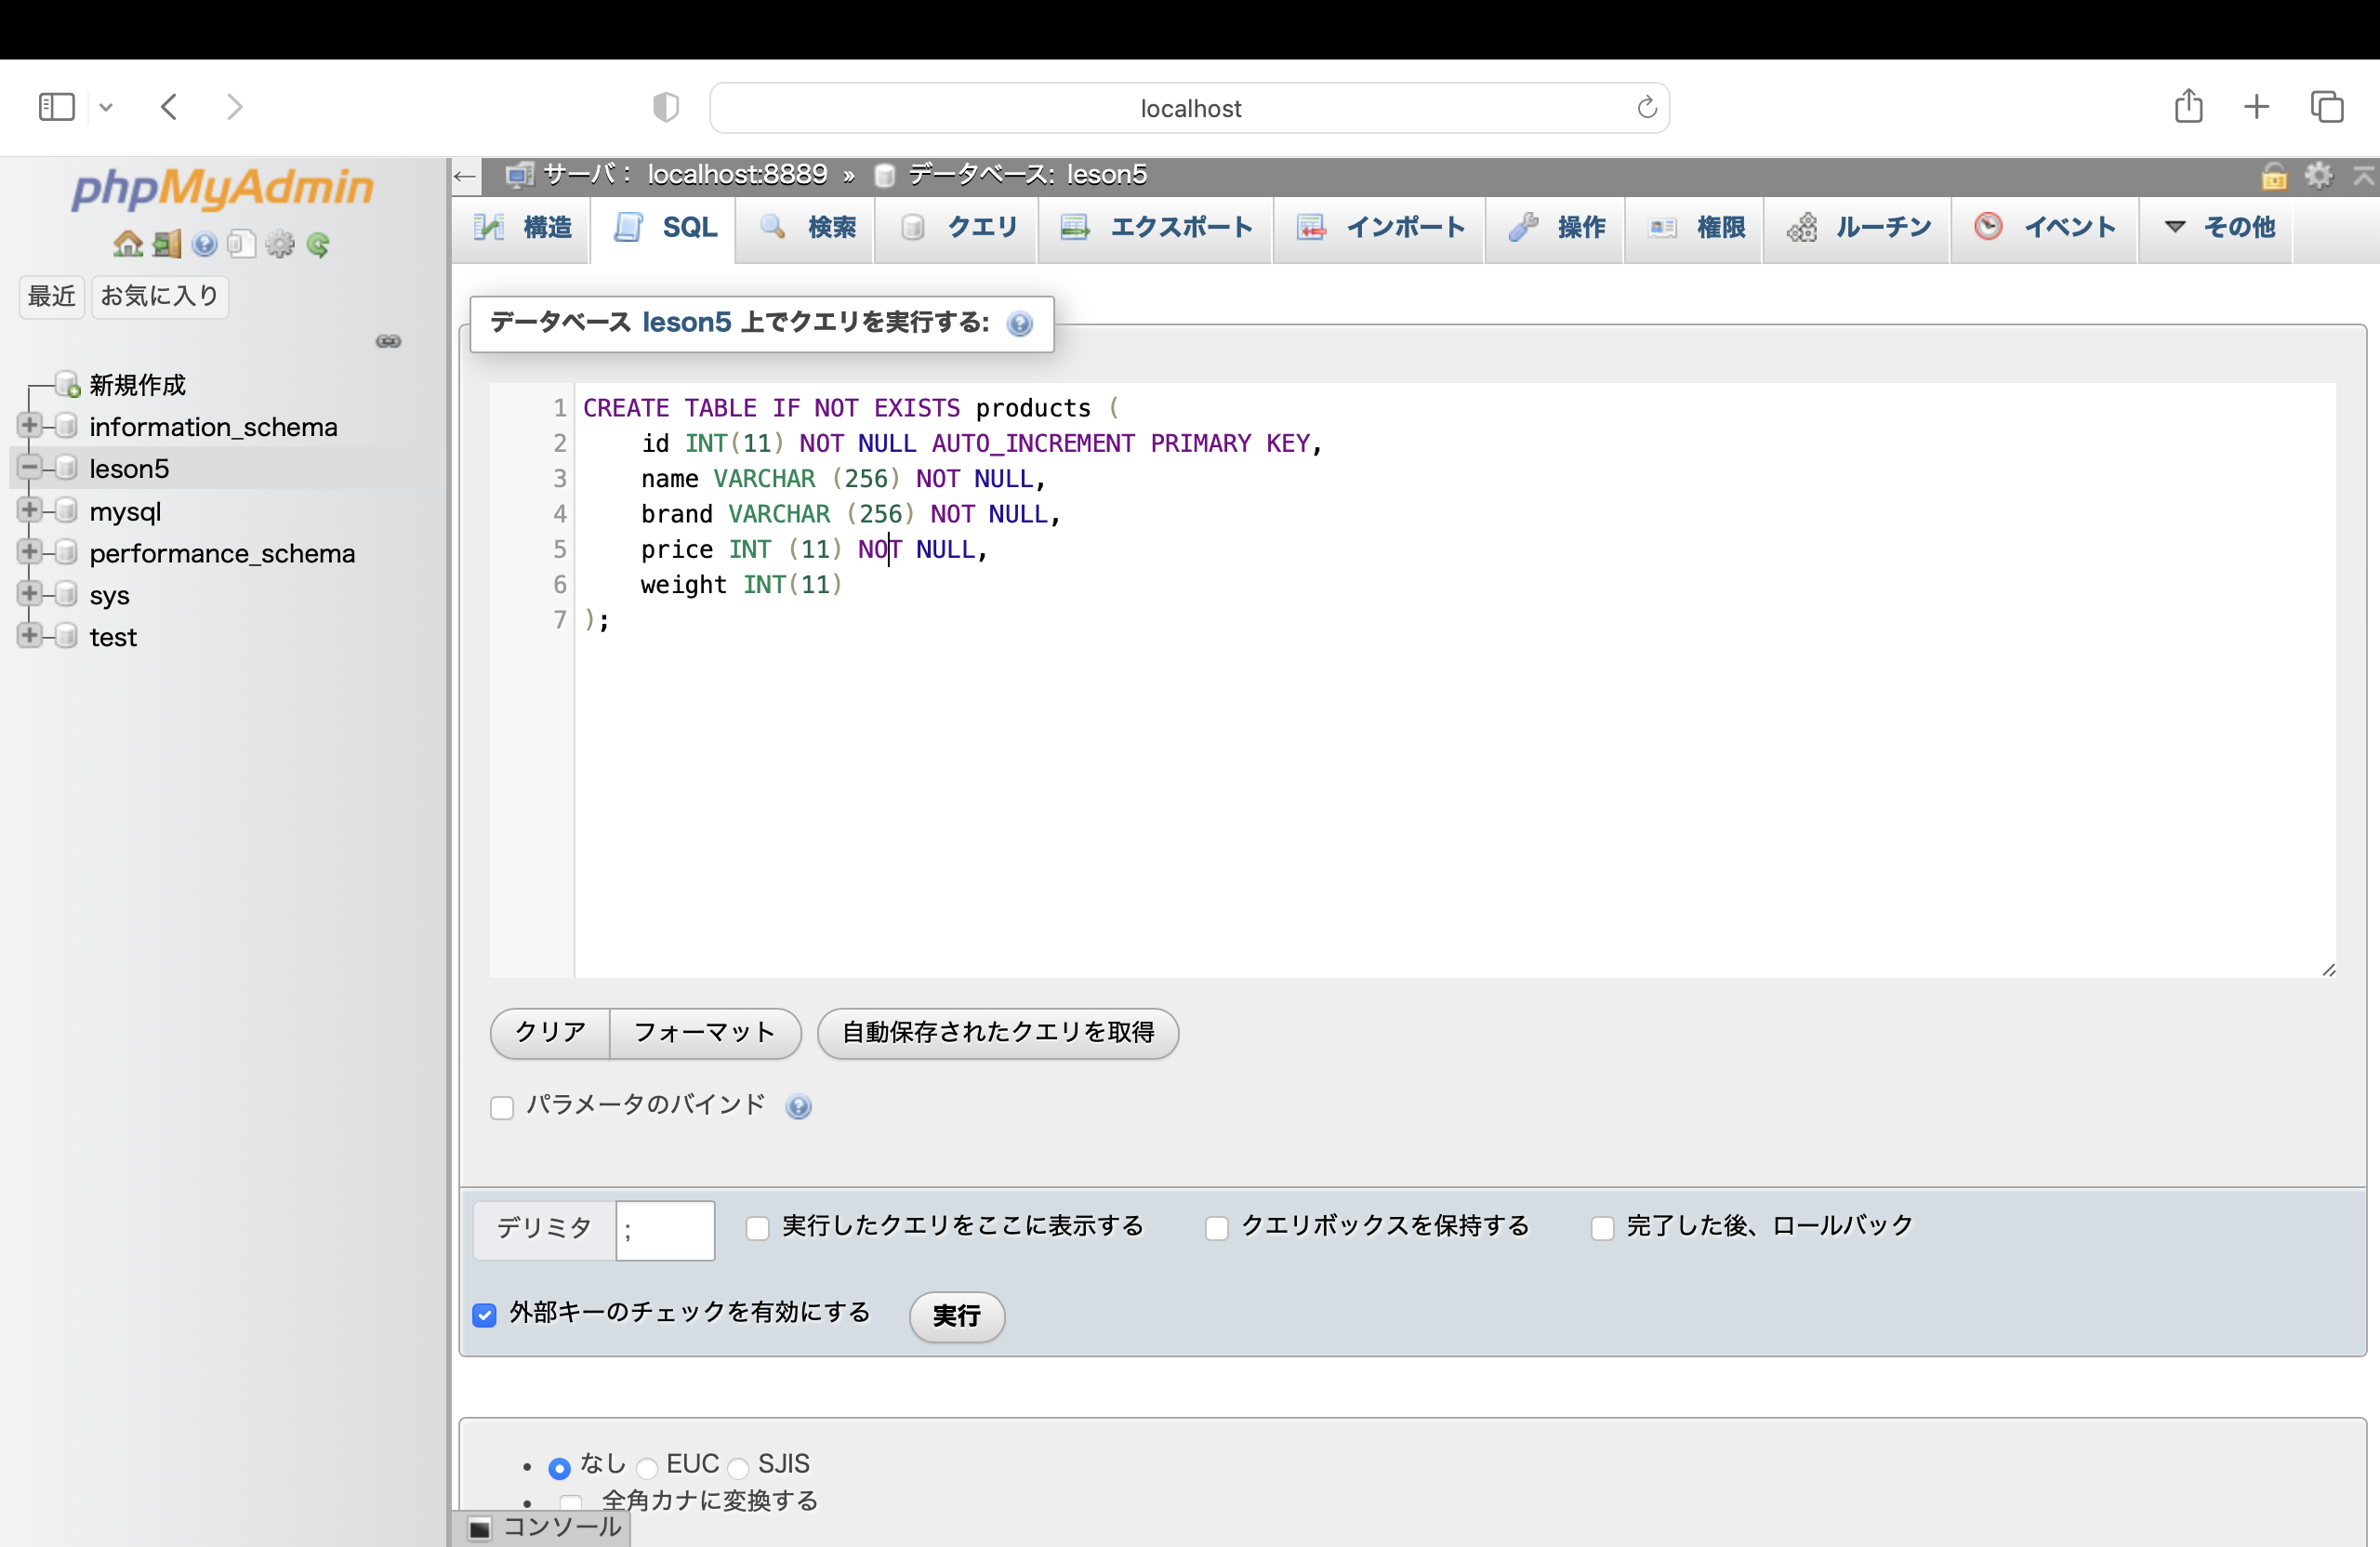 localhost
phpMyAdmin
最近 お気に入り
新規作成
information_schema
leson5
mysql
performance_schema
sys
test
← サーバ： localhost:8889 » データベース: leson5
構造 SQL 検索 クエリ エクスポート インポート 操作 権限 ルーチン イベント その他
データベース leson5 上でクエリを実行する:
1 CREATE TABLE IF NOT EXISTS products (
2     id INT(11) NOT NULL AUTO_INCREMENT PRIMARY KEY,
3     name VARCHAR (256) NOT NULL,
4     brand VARCHAR (256) NOT NULL,
5     price INT (11) NOT NULL,
6     weight INT(11)
7 );
クリア フォーマット 自動保存されたクエリを取得
パラメータのバインド
デリミタ ; 実行したクエリをここに表示する クエリボックスを保持する 完了した後、ロールバック
外部キーのチェックを有効にする 実行
• なし EUC SJIS
• 全角カナに変換する
コンソール